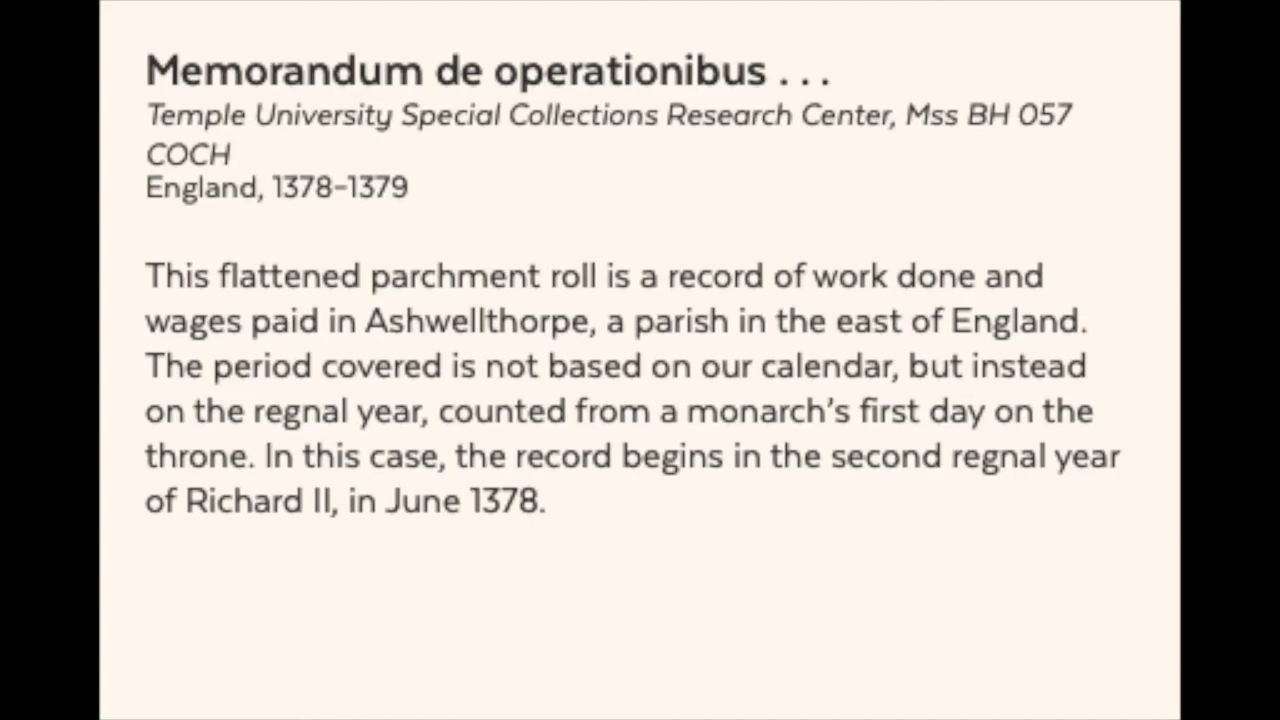 Memorandum de operationibus . . .
Temple University Special Collections Research Center, Mss BH 057
COCH
England, 1378–1379
This flattened parchment roll is a record of work done and
wages paid in Ashwellthorpe, a parish in the east of England.
The period covered is not based on our calendar, but instead
on the regnal year, counted from a monarch’s first day on the
throne. In this case, the record begins in the second regnal year
of Richard II, in June 1378.